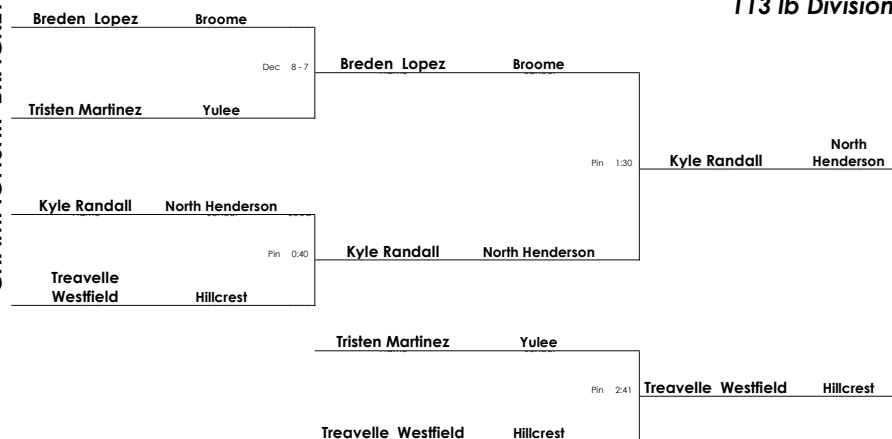 113 lb Division
Breden Lopez Broome
Dec 8 - 7
Breden Lopez Broome
Tristen Martinez Yulee
Pin 1:30
Kyle Randall North Henderson
Kyle Randall North Henderson
Pin 0:40
Kyle Randall North Henderson
Treavelle Westfield Hillcrest
Tristen Martinez Yulee
Pin 2:41
Treavelle Westfield Hillcrest
Treavelle Westfield Hillcrest